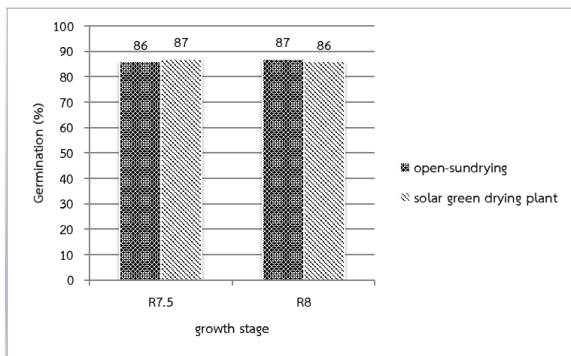 100
90
80
70
60
50
40
30
20
10
0
Germination (%)
86
87
87
86
R7.5
R8
growth stage
open-sundrying
solar green drying plant